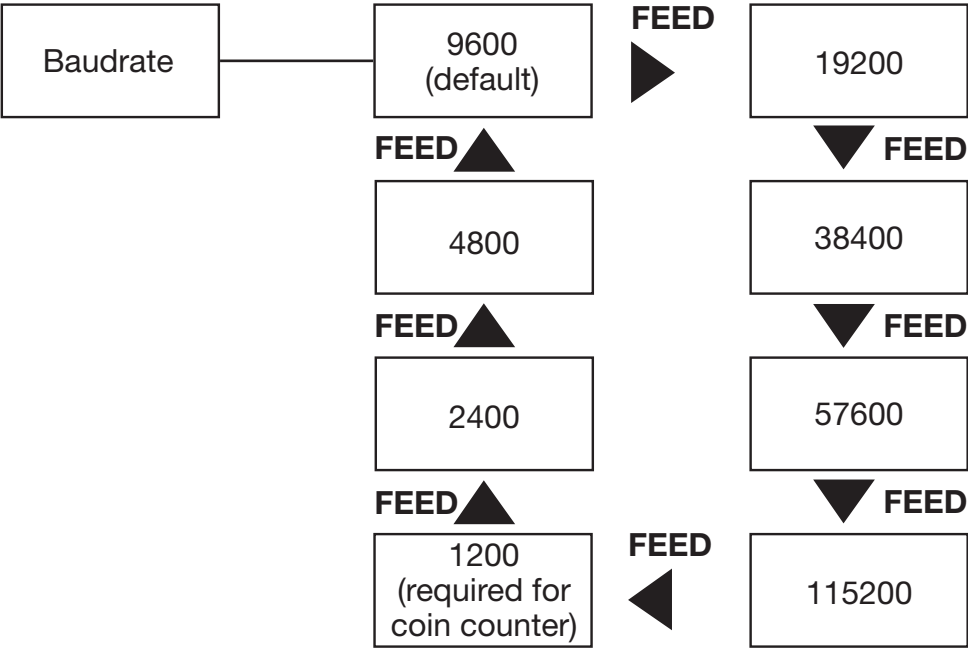 FEED
Baudrate
9600
(default)
19200
FEED
FEED
4800
38400
FEED
FEED
2400
57600
FEED
FEED
1200
(required for
coin counter)
FEED
115200